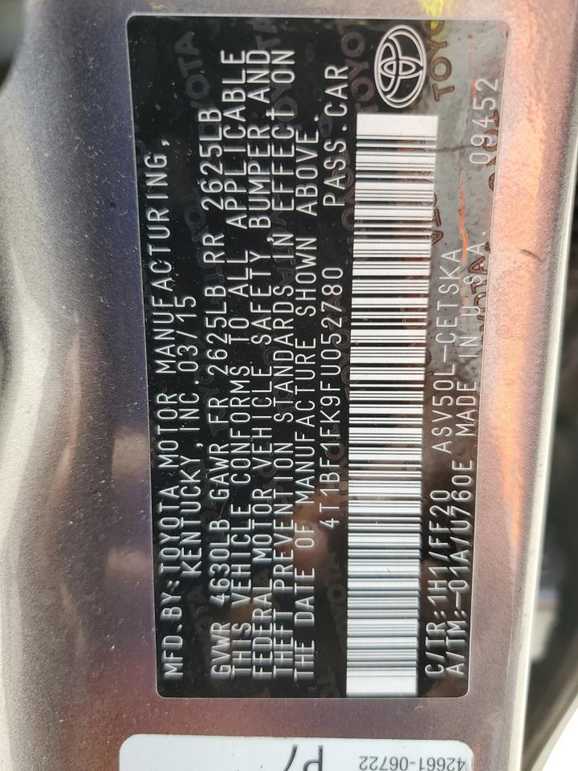 MFD.BY:TOYOTA MOTOR MANUFACTURING,
KENTUCKY, INC 03/15
GVWR 4630LB GAWR FR 2625LB RR 2625LB
THIS VEHICLE CONFORMS TO ALL APPLICABLE
FEDERAL MOTOR VEHICLE SAFETY, BUMPER, AND
THEFT PREVENTION STANDARDS IN EFFECT ON
THE DATE OF MANUFACTURE SHOWN ABOVE.
4T1BF1FK9FU052780 PASS.CAR
C/TR:1H1/FF20 ASV50L-CETSKA
A/TM:-01A/U760E MADE IN U.S.A. 09452
TOYOTA
42661-06722